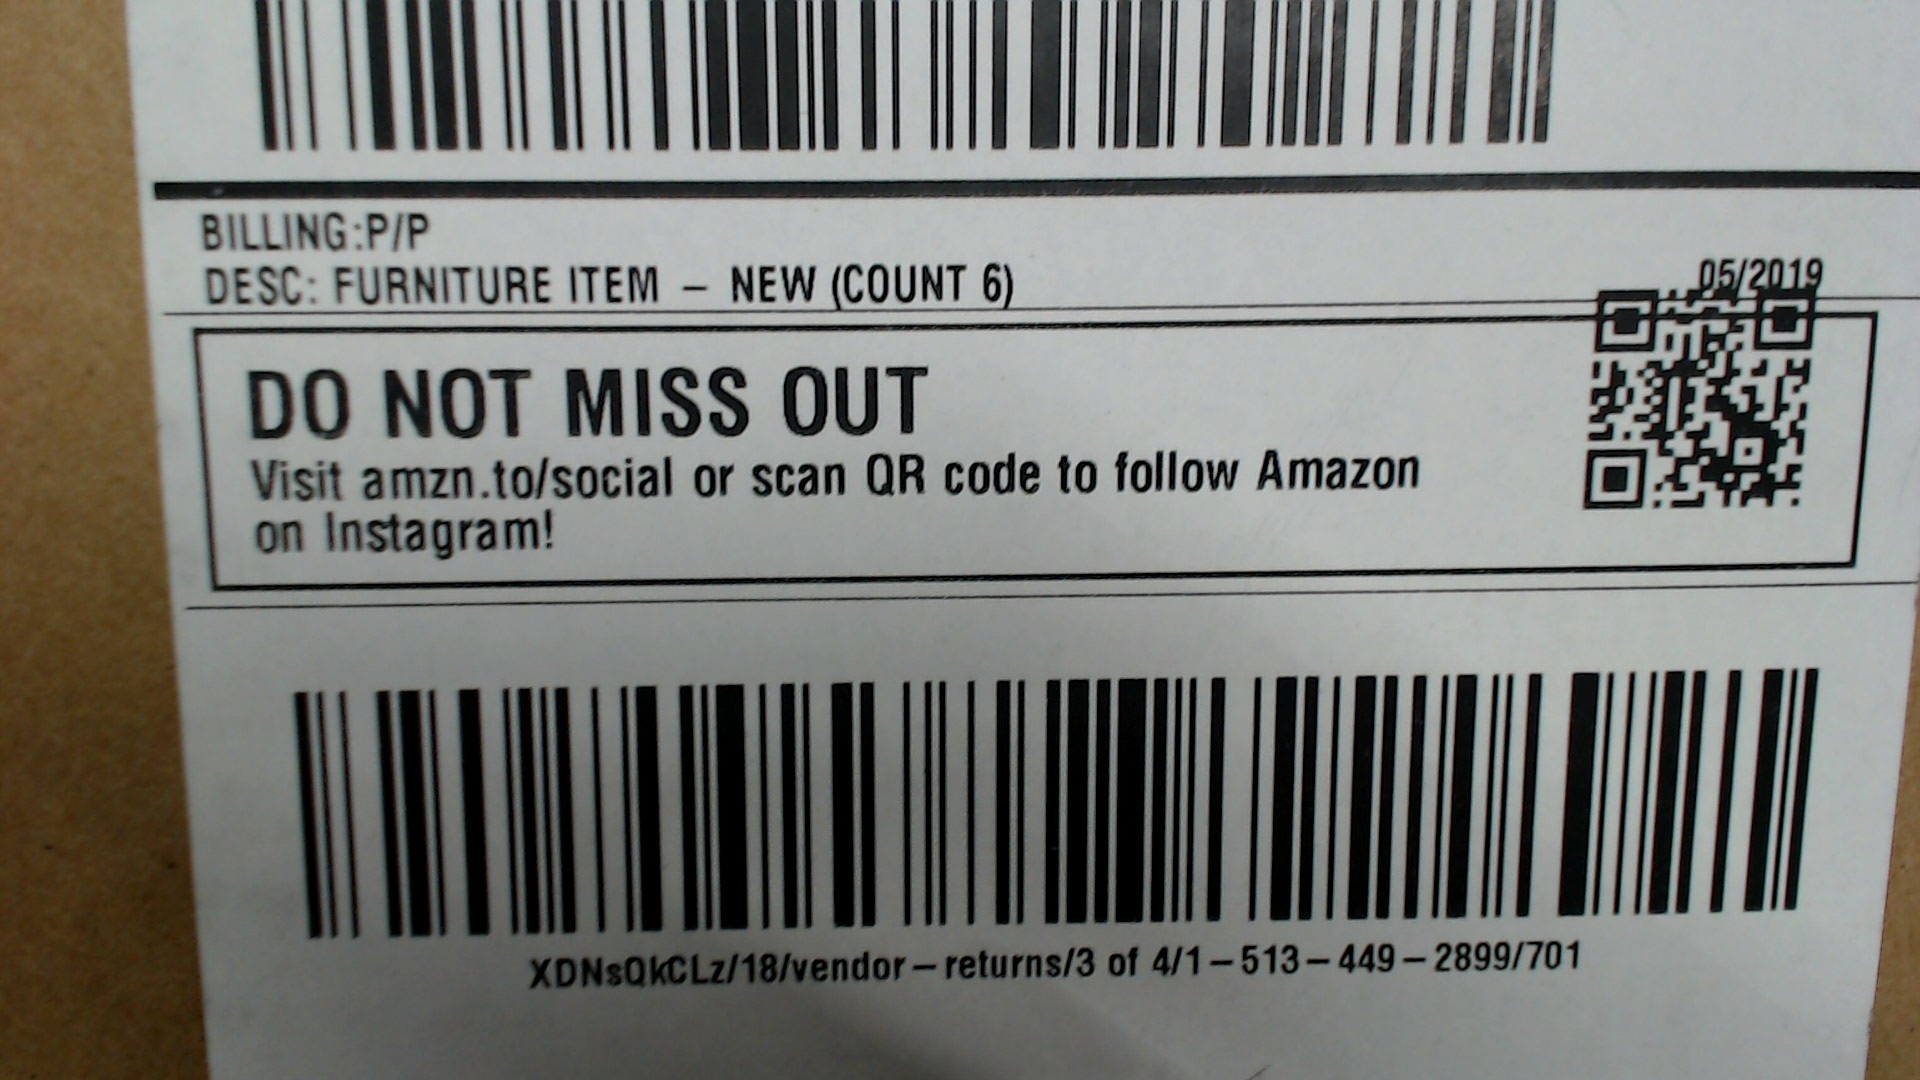 BILLING:P/P
DESC: FURNITURE ITEM – NEW (COUNT 6)
05/2019
DO NOT MISS OUT
Visit amzn.to/social or scan QR code to follow Amazon
on Instagram!
XDNsQkCLz/18/vendor–returns/3 of 4/1–513–449–2899/701